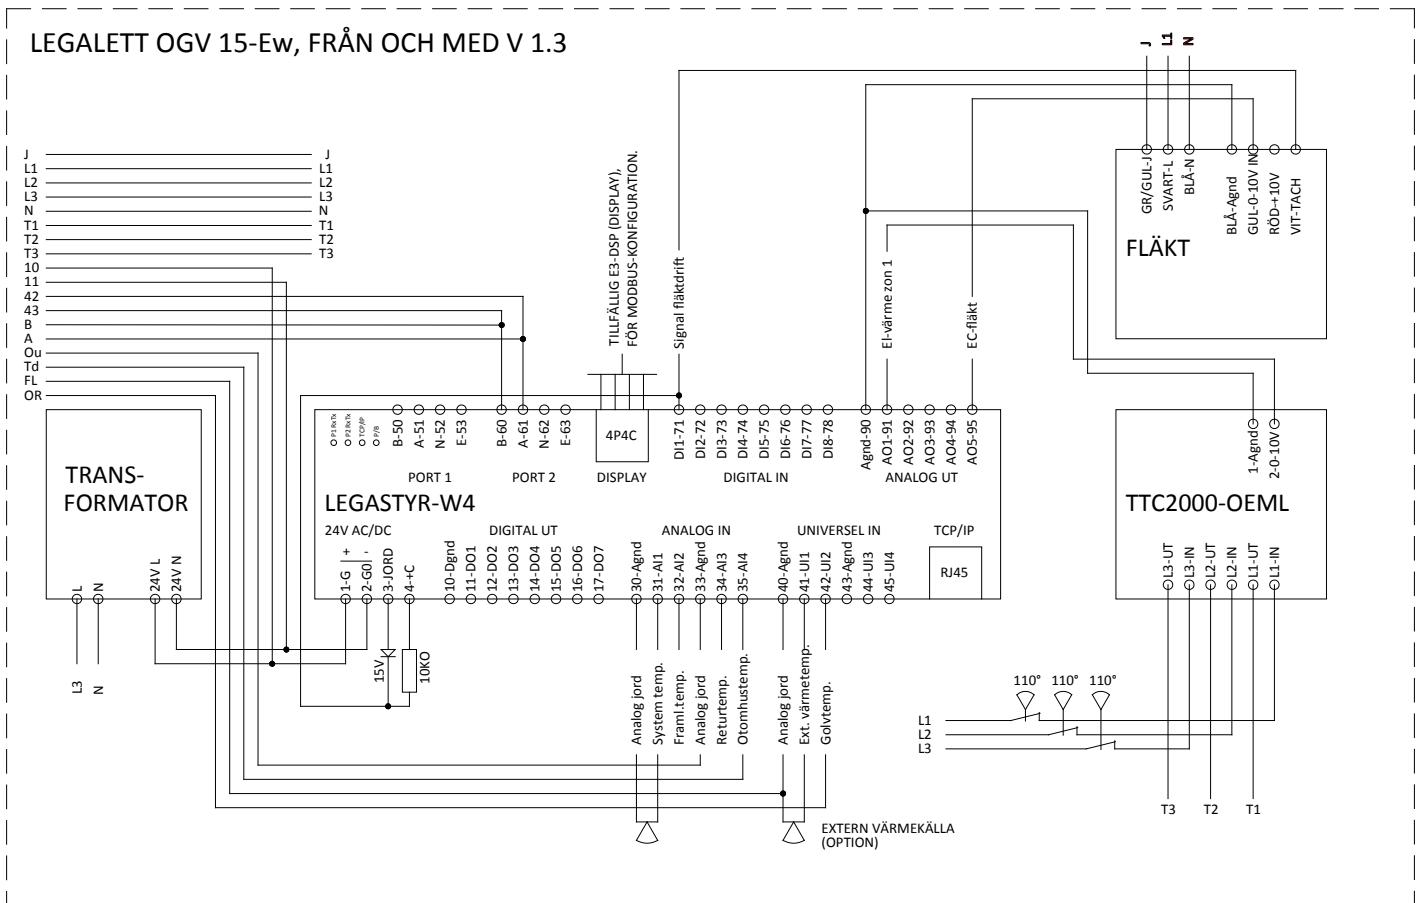 LEGALETT OGV 15-Ew, FRÅN OCH MED V 1.3
J
L1
L2
L3
N
T1
T2
T3
10
11
42
43
B
A
Ou
Td
FL
OR
J
L1
L2
L3
N
T1
T2
T3
TILLFÄLLIG E3-DSP (DISPLAY),
FÖR MODBUS-KONFIGURATION.
Signal fläktdrift
El-värme zon 1
EC-fläkt
J
L1
N
GR/GUL-J
SVART-L
BLÅ-N
BLÅ-Agnd
GUL-0-10V IN
RÖD-+10V
VIT-TACH
FLÄKT
TRANS-
FORMATOR
L
N
24V L
24V N
L3
N
P1 RxTx
P2 RxTx
TCP/IP
P/B
B-50
A-51
N-52
E-53
PORT 1
B-60
A-61
N-62
E-63
PORT 2
4P4C
DISPLAY
DI1-71
DI2-72
DI3-73
DI4-74
DI5-75
DI6-76
DI7-77
DI8-78
DIGITAL IN
Agnd-90
AO1-91
AO2-92
AO3-93
AO4-94
AO5-95
ANALOG UT
LEGASTYR-W4
24V AC/DC
+
-
1-G
2-G0
3-JORD
4-+C
DIGITAL UT
10-Dgnd
11-DO1
12-DO2
13-DO3
14-DO4
15-DO5
16-DO6
17-DO7
ANALOG IN
30-Agnd
31-AI1
32-AI2
33-Agnd
34-AI3
35-AI4
UNIVERSEL IN
40-Agnd
41-UI1
42-UI2
43-Agnd
44-UI3
45-UI4
TCP/IP
RJ45
15V
10KO
Analog jord
System temp.
Framl.temp.
Analog jord
Returtemp.
Otomhustemp.
Analog jord
Ext. värmetemp.
Golvtemp.
EXTERN VÄRMEKÄLLA
(OPTION)
1-Agnd
2-0-10V
TTC2000-OEML
L3-UT
L3-IN
L2-UT
L2-IN
L1-UT
L1-IN
110°
110°
110°
L1
L2
L3
T3
T2
T1